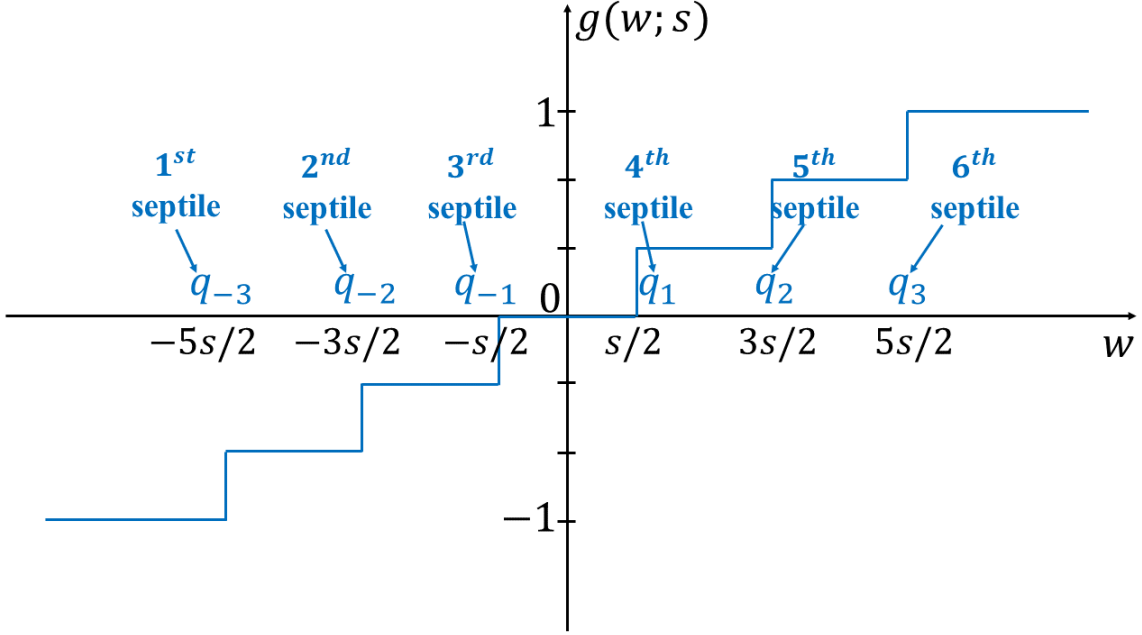 g(w; s)
1
1st septile
2nd septile
3rd septile
4th septile
5th septile
6th septile
q−3
q−2
q−1
0
q1
q2
q3
−5s/2
−3s/2
−s/2
s/2
3s/2
5s/2
w
−1